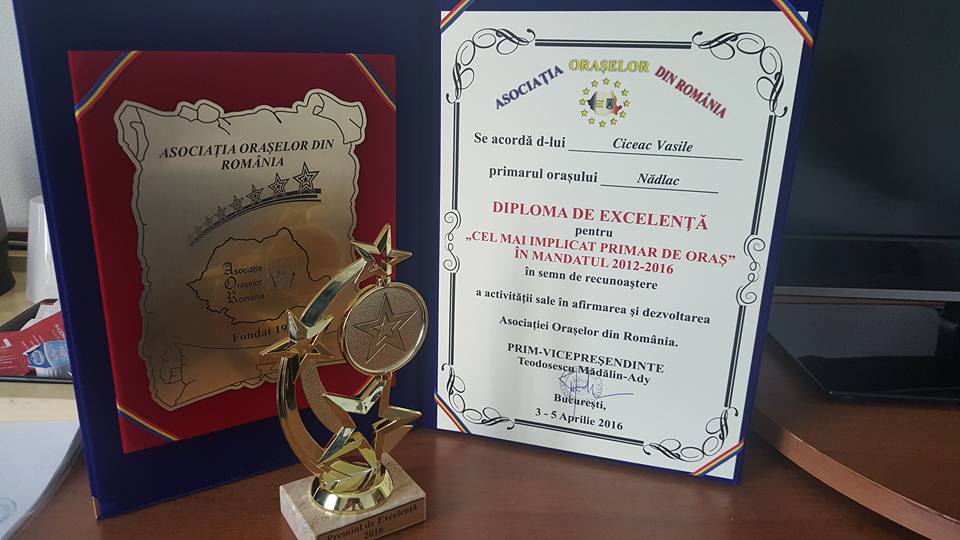 ASOCIAȚIA ORAȘELOR DIN
ROMÂNIA
Asociația
Orașelor
România
Fondat 19
Premiul de Excelență
2016
ASOCIAȚIA ORAȘELOR DIN ROMÂNIA
Se acordă d-lui Ciceac Vasile
primarul orașului Nădlac
DIPLOMA DE EXCELENȚĂ
pentru
„CEL MAI IMPLICAT PRIMAR DE ORAȘ”
ÎN MANDATUL 2012-2016
în semn de recunoaștere
a activității sale în afirmarea și dezvoltarea
Asociației Orașelor din România.
PRIM-VICEPREȘENDINTE
Teodosescu Mădălin-Ady
București,
3 - 5 Aprilie 2016